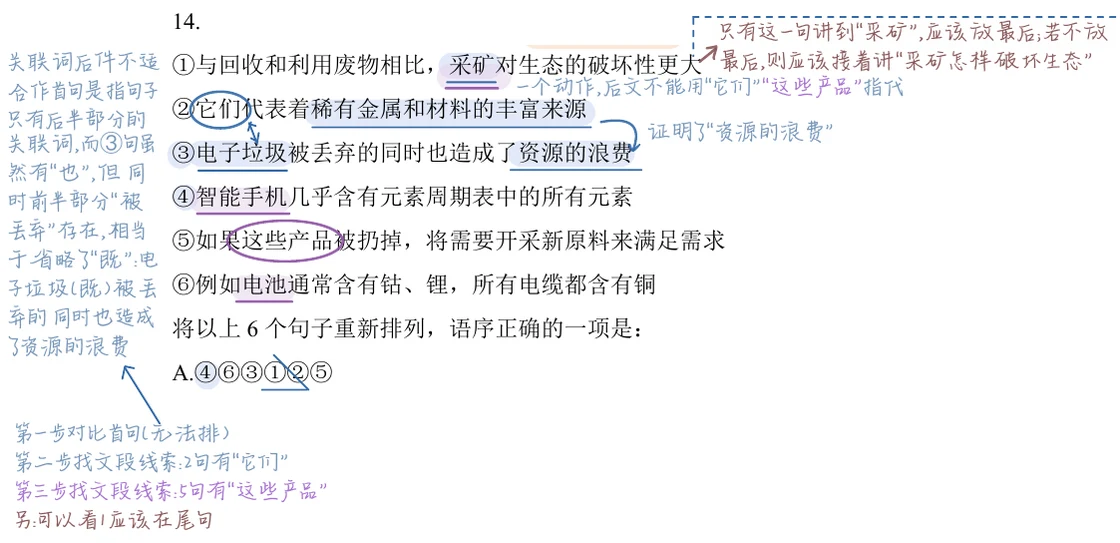 14.
只有这一句讲到“采矿”,应该放最后;若不放
最后,则应该接着讲“采矿怎样破坏生态”
①与回收和利用废物相比，采矿对生态的破坏性更大
一个动作,后文不能用“它们”“这些产品”指代
②它们代表着稀有金属和材料的丰富来源
证明了“资源的浪费”
③电子垃圾被丢弃的同时也造成了资源的浪费
④智能手机几乎含有元素周期表中的所有元素
⑤如果这些产品被扔掉，将需要开采新原料来满足需求
⑥例如电池通常含有钴、锂，所有电缆都含有铜
将以上 6 个句子重新排列，语序正确的一项是：
A.④⑥③①②⑤
关联词后件不适
合作首句是指句子
只有后半部分的
关联词,而③句虽
然有“也”,但 同
时前半部分“被
丢弃”存在,相当
于省略了“既”:电
子垃圾(既)被丢
弃的 同时也造成
了资源的浪费
第一步对比首句(无法排)
第二步找文段线索:2句有“它们”
第三步找文段线索:5句有“这些产品”
另:可以看1应该在尾句